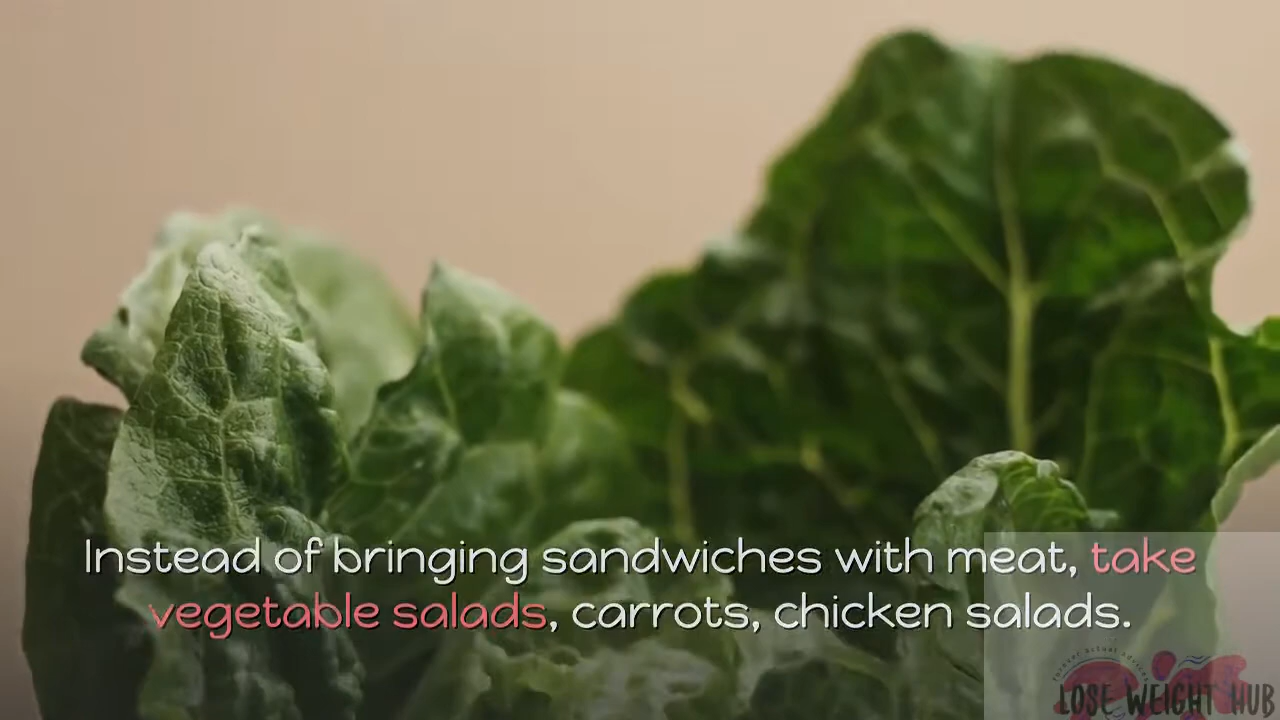 Instead of bringing sandwiches with meat, take
vegetable salads, carrots, chicken salads.
LOSE WEIGHT HUB